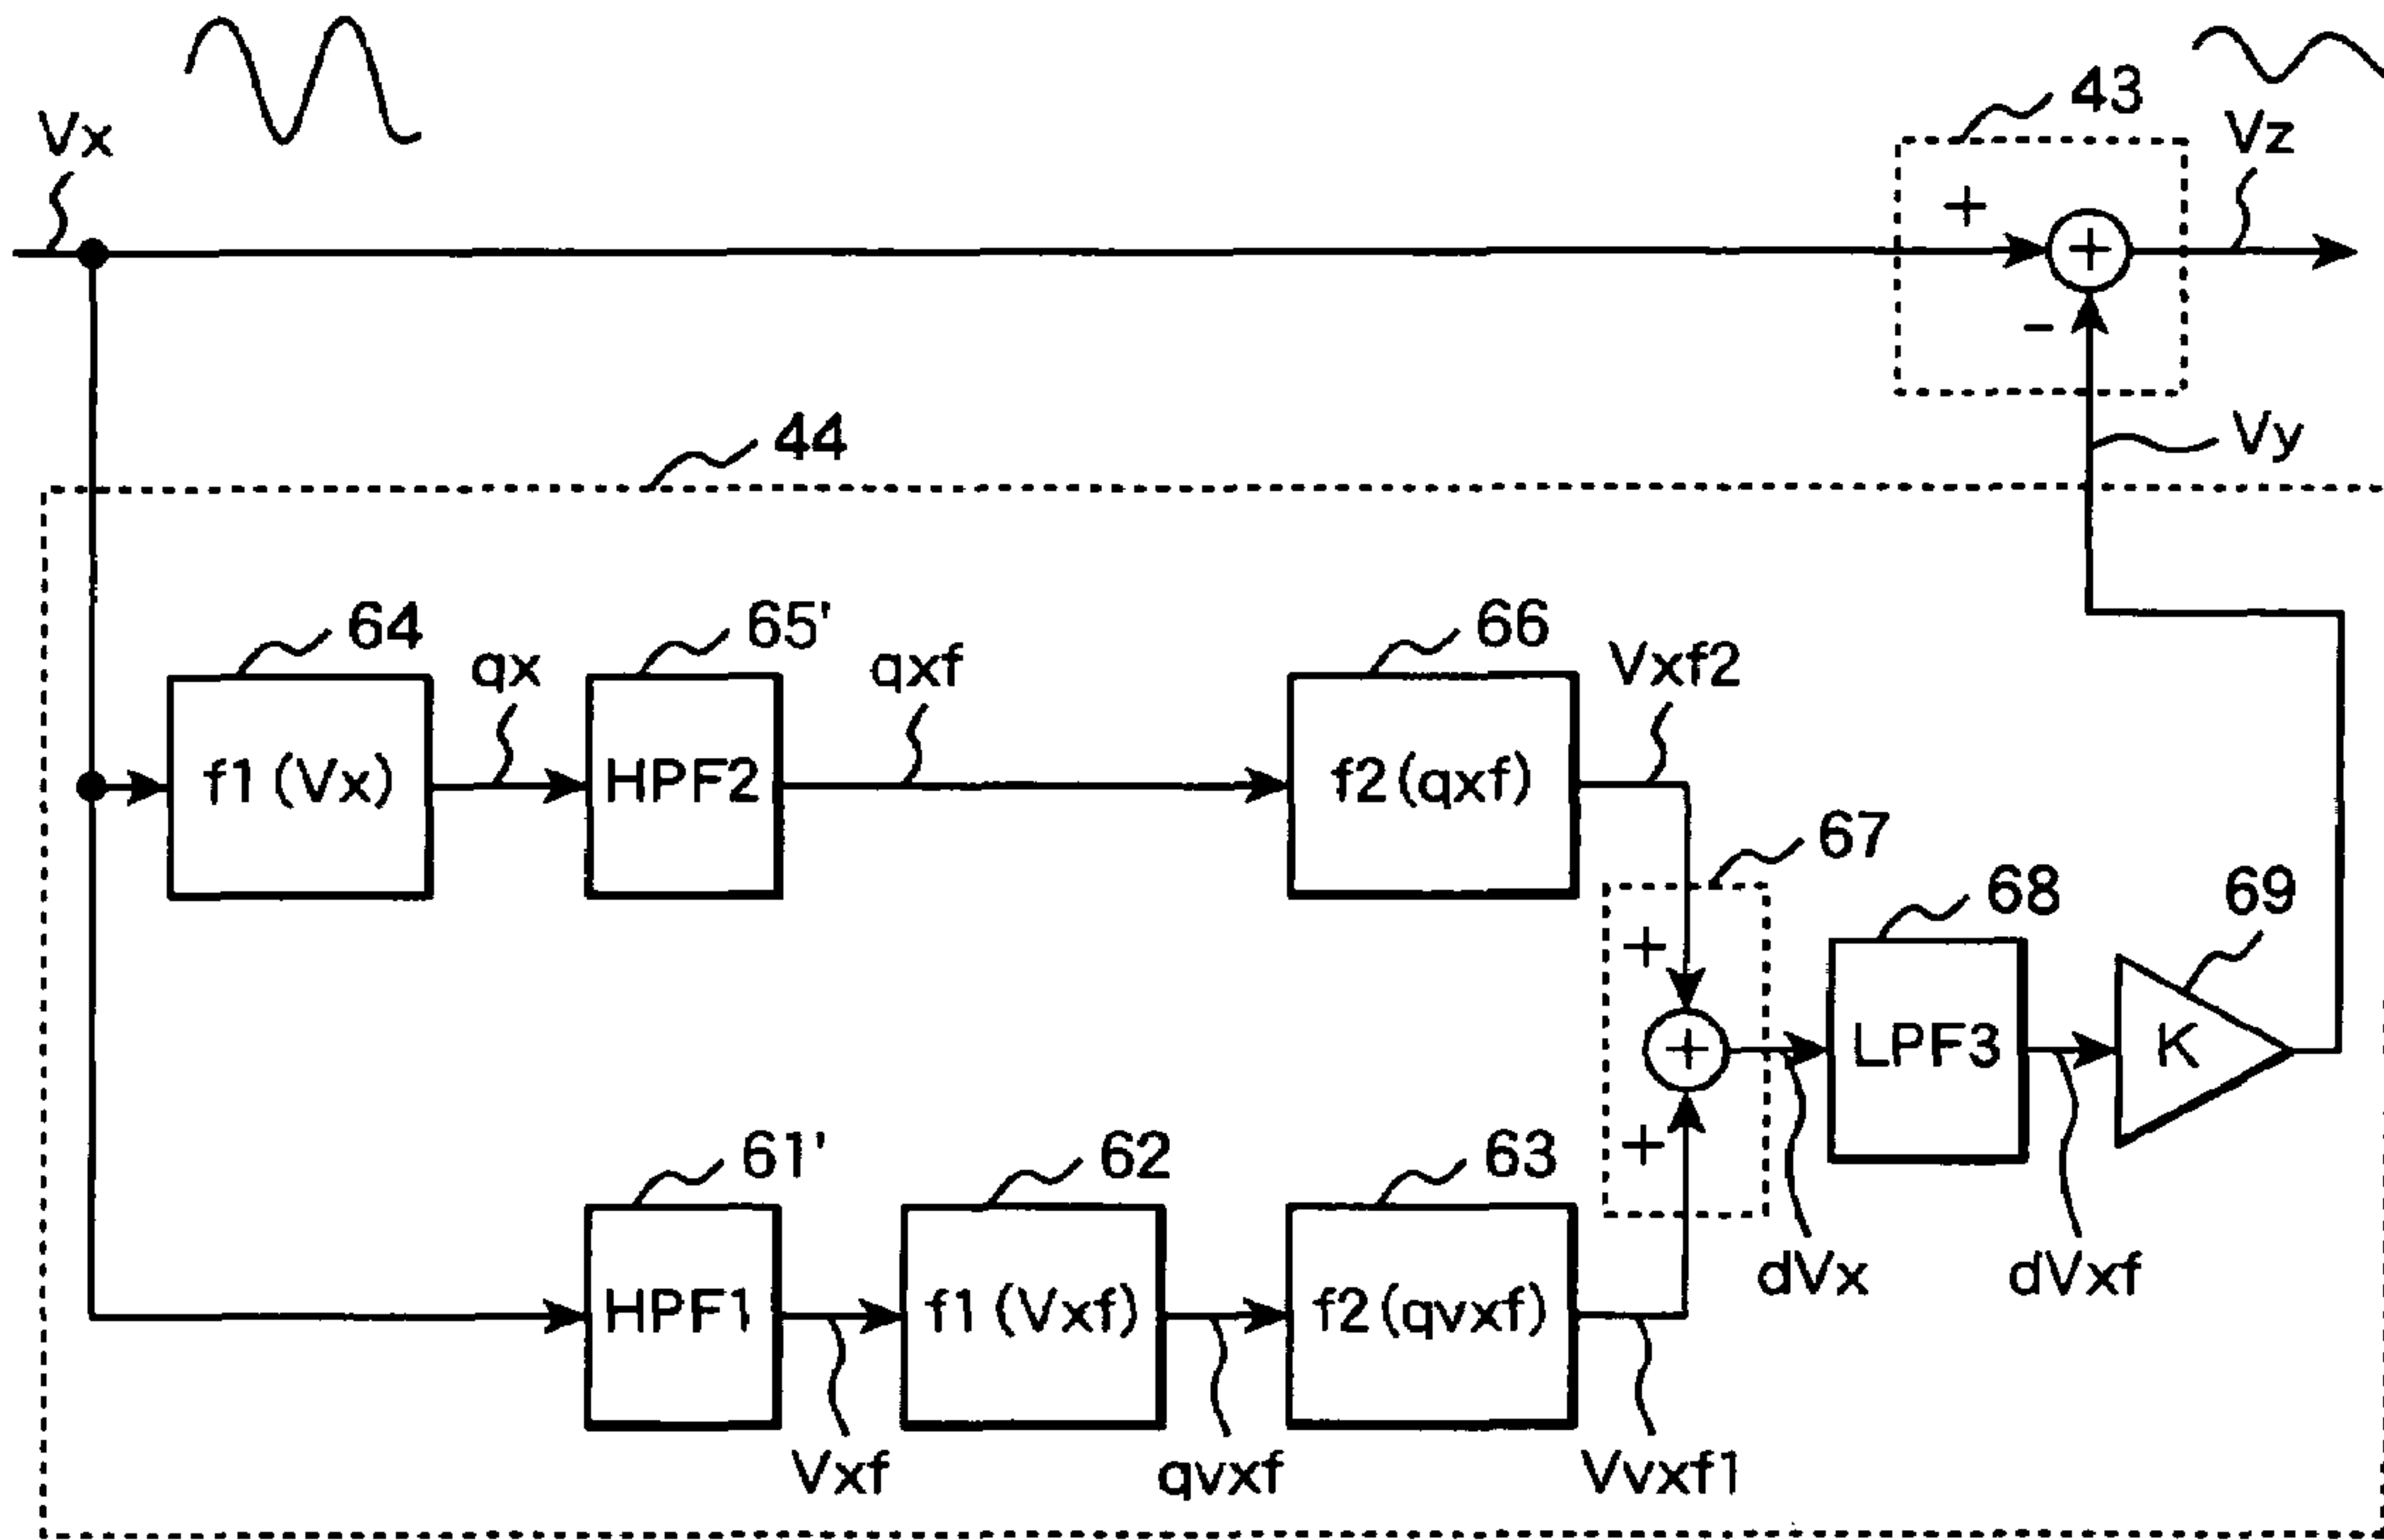 43
Vx
Vz
+
+
-
44
Vy
64
65'
66
qx
qxf
Vxf2
f1(Vx)
HPF2
f2(qxf)
67
68
69
+
+
LPF3
K
+
61'
62
63
dVx
dVxf
HPF1
f1(Vxf)
f2(qvxf)
Vxf
qvxf
Vvxf1